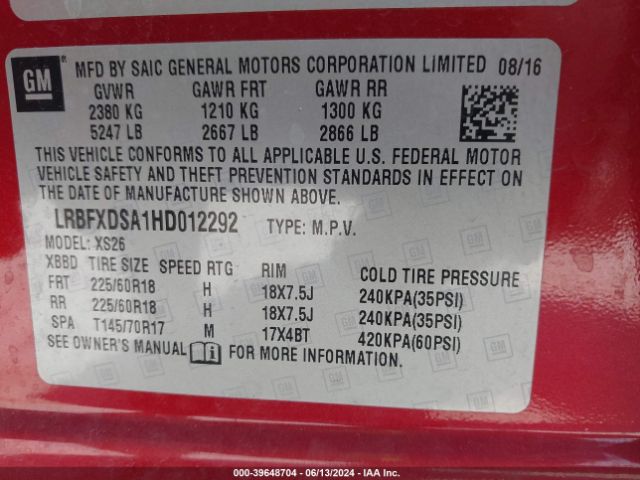 GM MFD BY SAIC GENERAL MOTORS CORPORATION LIMITED 08/16
GVWR GAWR FRT GAWR RR
2380 KG 1210 KG 1300 KG
5247 LB 2667 LB 2866 LB
THIS VEHICLE CONFORMS TO ALL APPLICABLE U.S. FEDERAL MOTOR
VEHICLE SAFETY AND THEFT PREVENTION STANDARDS IN EFFECT ON
THE DATE OF MANUFACTURE SHOWN ABOVE.
LRBFXDSA1HD012292 TYPE: M.P.V.
MODEL: XS26
XBBD TIRE SIZE SPEED RTG RIM COLD TIRE PRESSURE
FRT 225/60R18 H 18X7.5J 240KPA(35PSI)
RR 225/60R18 H 18X7.5J 240KPA(35PSI)
SPA T145/70R17 M 17X4BT 420KPA(60PSI)
SEE OWNER'S MANUAL FOR MORE INFORMATION.
© PHOTO - 39648704 - 06/13/2024 - IAA Inc.